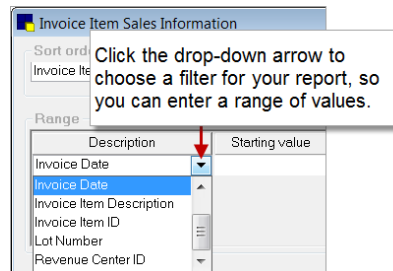 Invoice Item Sales Information
Sort orde
Invoice Ite
Click the drop-down arrow to
choose a filter for your report, so
you can enter a range of values.
Range
Description Starting value
Invoice Date
Invoice Date
Invoice Item Description
Invoice Item ID
Lot Number
Revenue Center ID